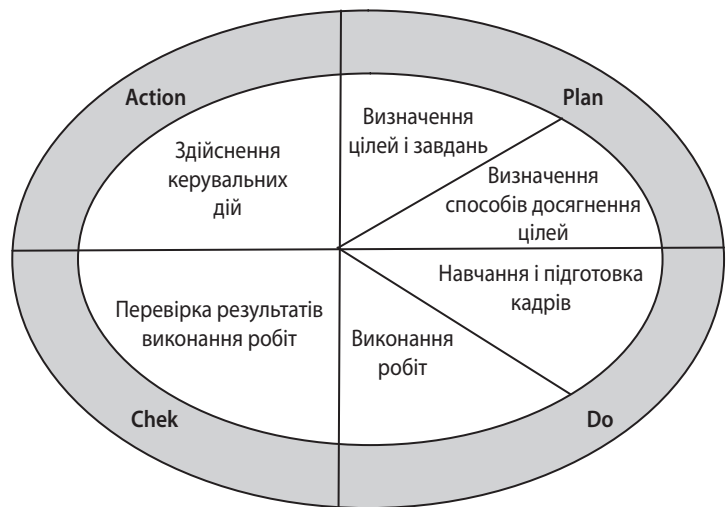 Action
Plan
Визначення
цілей і завдань
Здійснення
керувальних
дій
Визначення
способів досягнення
цілей
Навчання і підготовка
кадрів
Перевірка результатів
виконання робіт
Виконання
робіт
Chek
Do